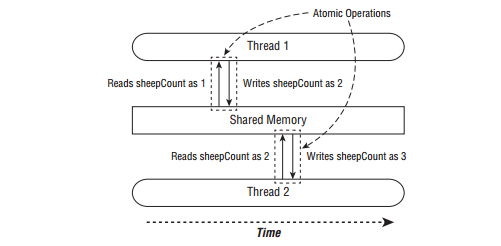 Atomic Operations
Thread 1
Reads sheepCount as 1
Writes sheepCount as 2
Shared Memory
Reads sheepCount as 2
Writes sheepCount as 3
Thread 2
Time